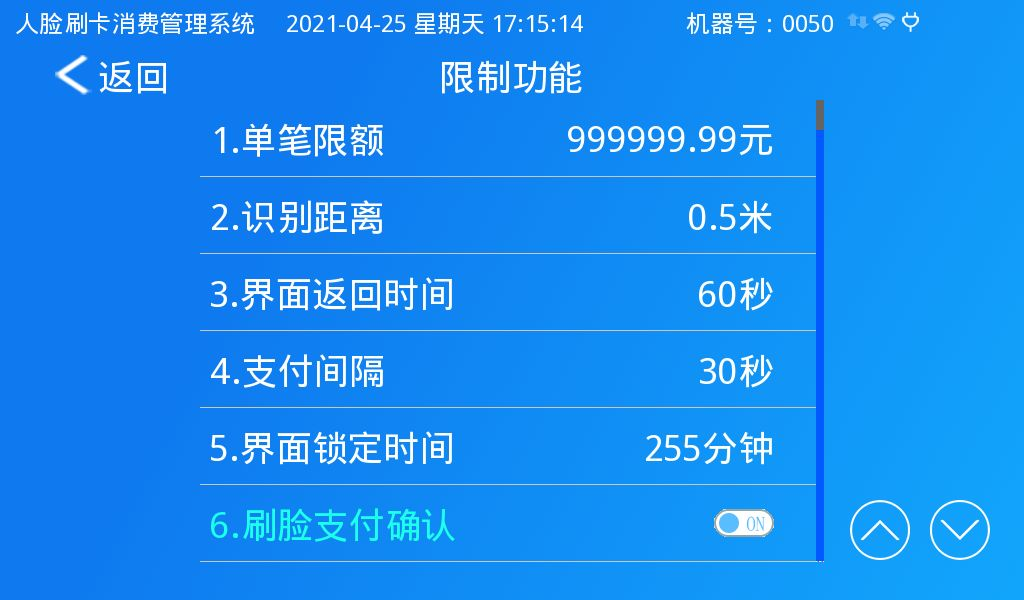 人脸刷卡消费管理系统 2021-04-25 星期天 17:15:14 机器号：0050
返回 限制功能
1.单笔限额 999999.99元
2.识别距离 0.5米
3.界面返回时间 60秒
4.支付间隔 30秒
5.界面锁定时间 255分钟
6.刷脸支付确认 ON